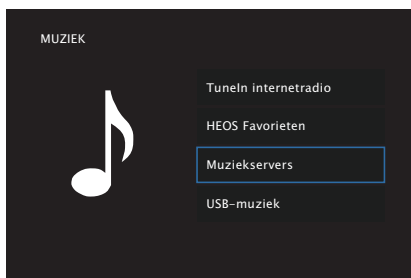 MUZIEK
TuneIn internetradio
HEOS Favorieten
Muziekservers
USB-muziek